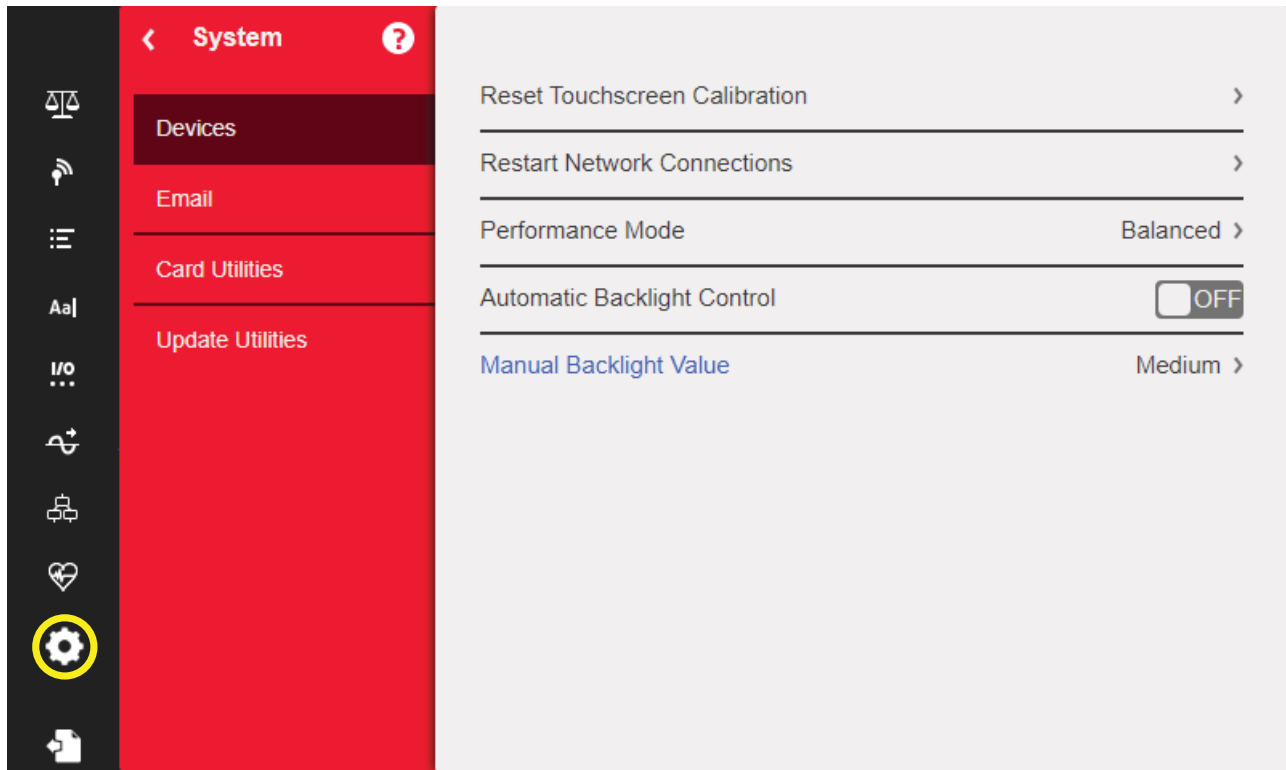 System
?
Devices
Email
Card Utilities
Update Utilities
Aa
I/O
Reset Touchscreen Calibration
Restart Network Connections
Performance Mode Balanced
Automatic Backlight Control OFF
Manual Backlight Value Medium